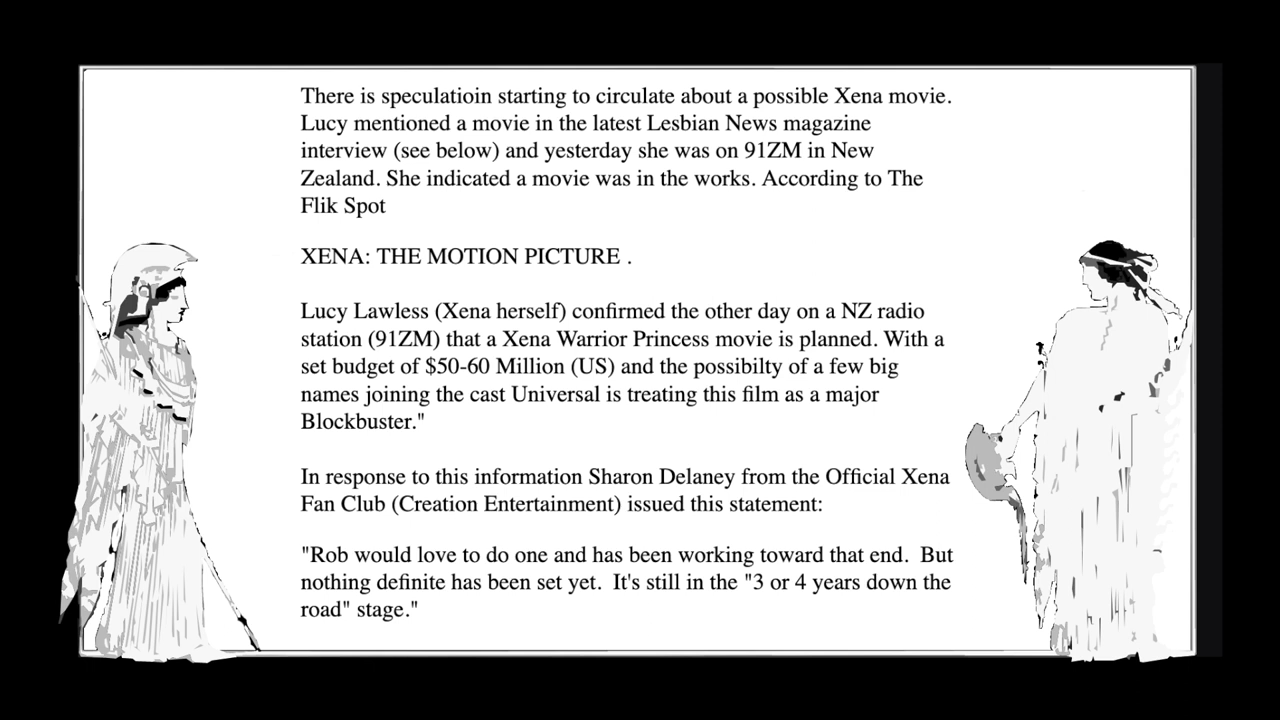 There is speculatioin starting to circulate about a possible Xena movie.
Lucy mentioned a movie in the latest Lesbian News magazine
interview (see below) and yesterday she was on 91ZM in New
Zealand. She indicated a movie was in the works. According to The
Flik Spot
XENA: THE MOTION PICTURE .
Lucy Lawless (Xena herself) confirmed the other day on a NZ radio
station (91ZM) that a Xena Warrior Princess movie is planned. With a
set budget of $50-60 Million (US) and the possibilty of a few big
names joining the cast Universal is treating this film as a major
Blockbuster."
In response to this information Sharon Delaney from the Official Xena
Fan Club (Creation Entertainment) issued this statement:
"Rob would love to do one and has been working toward that end.  But
nothing definite has been set yet.  It's still in the "3 or 4 years down the
road" stage."